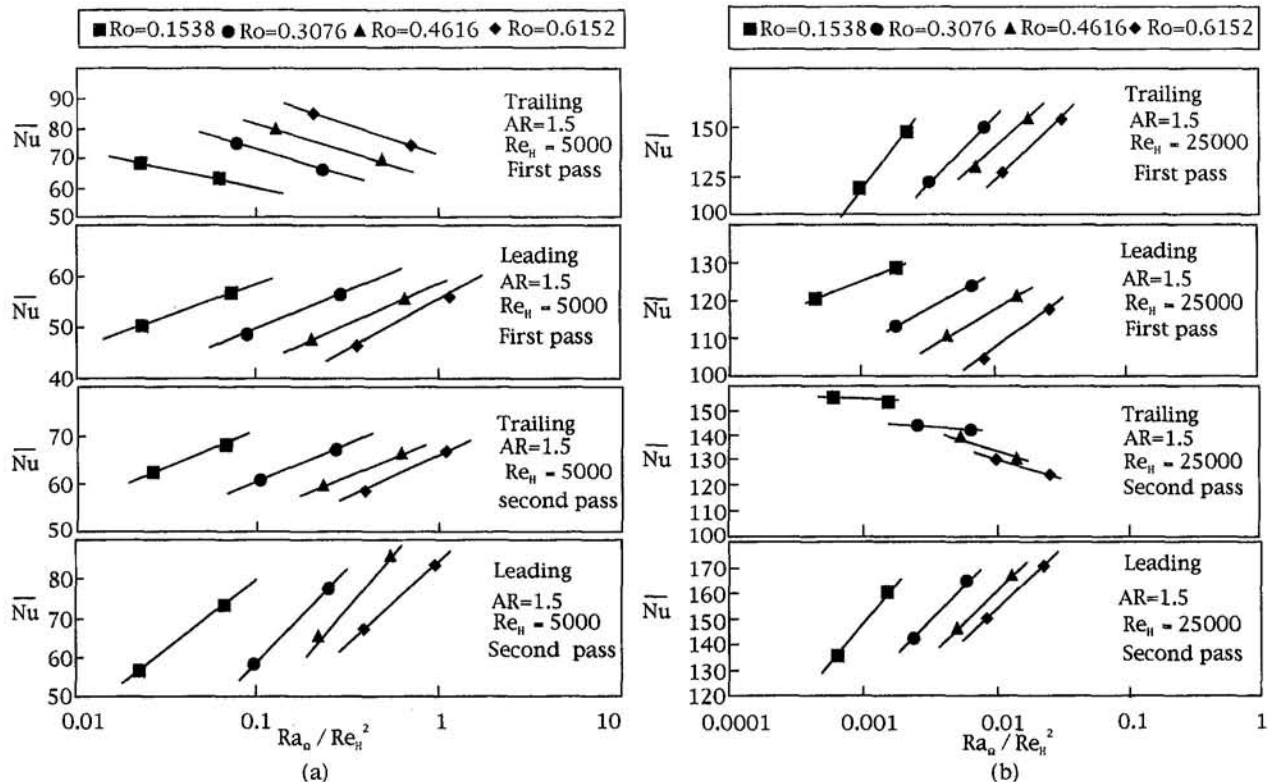 ■ Ro=0.1538 ● Ro=0.3076 ▲ Ro=0.4616 ◆ Ro=0.6152
90
80
70
60
50
Nu
Trailing
AR=1.5
Re_H = 5000
First pass
60
50
40
Nu
Leading
AR=1.5
Re_H = 5000
First pass
70
60
50
Nu
Trailing
AR=1.5
Re_H = 5000
second pass
80
70
60
50
Nu
Leading
AR=1.5
Re_H = 5000
Second pass
0.01
0.1
1
10
Ra_Ω / Re_H^2
(a)
■ Ro=0.1538 ● Ro=0.3076 ▲ Ro=0.4616 ◆ Ro=0.6152
150
125
100
Nu
Trailing
AR=1.5
Re_H = 25000
First pass
130
120
110
100
Nu
Leading
AR=1.5
Re_H = 25000
First pass
150
140
130
120
100
Nu
Trailing
AR=1.5
Re_H = 25000
Second pass
170
160
150
140
130
120
Nu
Leading
AR=1.5
Re_H = 25000
Second pass
0.0001
0.001
0.01
0.1
1
Ra_Ω / Re_H^2
(b)